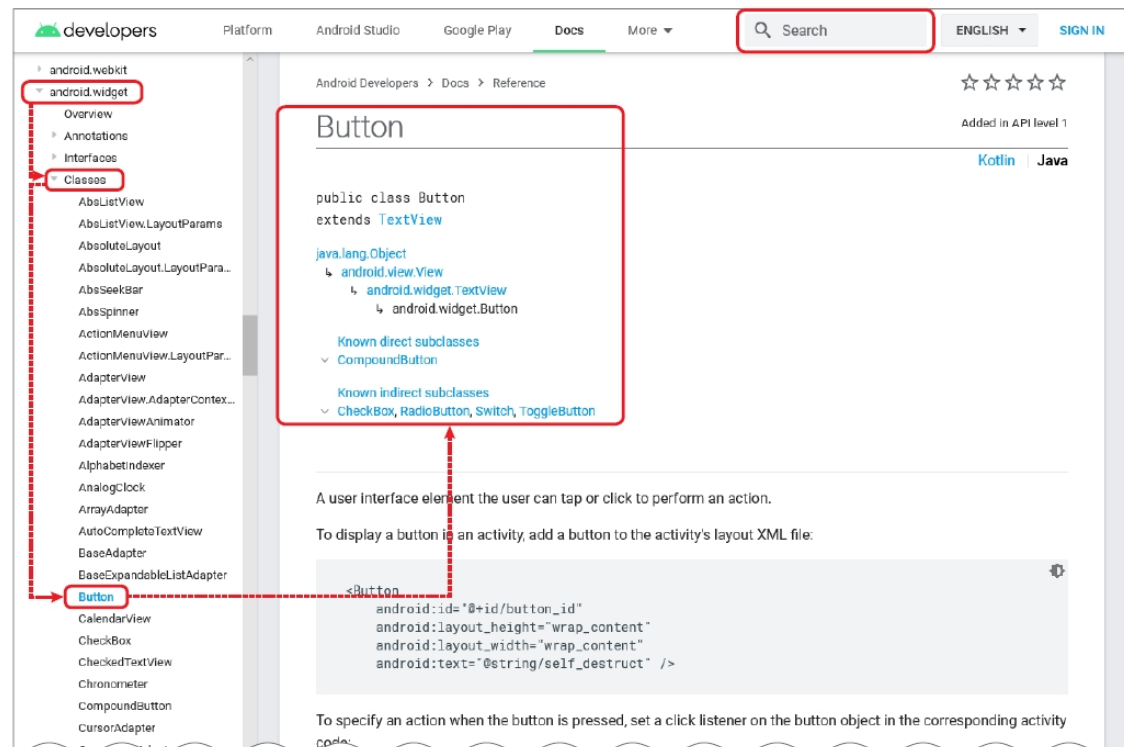 developers
Platform
Android Studio
Google Play
Docs
More
Search
ENGLISH
SIGN IN
android.webkit
android.widget
Overview
Annotations
Interfaces
Classes
AbsListView
AbsListView.LayoutParams
AbsoluteLayout
AbsoluteLayout.LayoutPara...
AbsSeekBar
AbsSpinner
ActionMenuView
ActionMenuView.LayoutPar...
AdapterView
AdapterView.AdapterContex...
AdapterViewAnimator
AdapterViewFlipper
AlphabetIndexer
AnalogClock
ArrayAdapter
AutoCompleteTextView
BaseAdapter
BaseExpandableListAdapter
Button
CalendarView
CheckBox
CheckedTextView
Chronometer
CompoundButton
CursorAdapter
Android Developers > Docs > Reference
Button
Added in API level 1
Kotlin | Java
public class Button
extends TextView
java.lang.Object
↳ android.view.View
↳ android.widget.TextView
↳ android.widget.Button
Known direct subclasses
CompoundButton
Known indirect subclasses
CheckBox, RadioButton, Switch, ToggleButton
A user interface element the user can tap or click to perform an action.
To display a button in an activity, add a button to the activity's layout XML file:
<Button
android:id="@+id/button_id"
android:layout_height="wrap_content"
android:layout_width="wrap_content"
android:text="@string/self_destruct" />
To specify an action when the button is pressed, set a click listener on the button object in the corresponding activity
code: